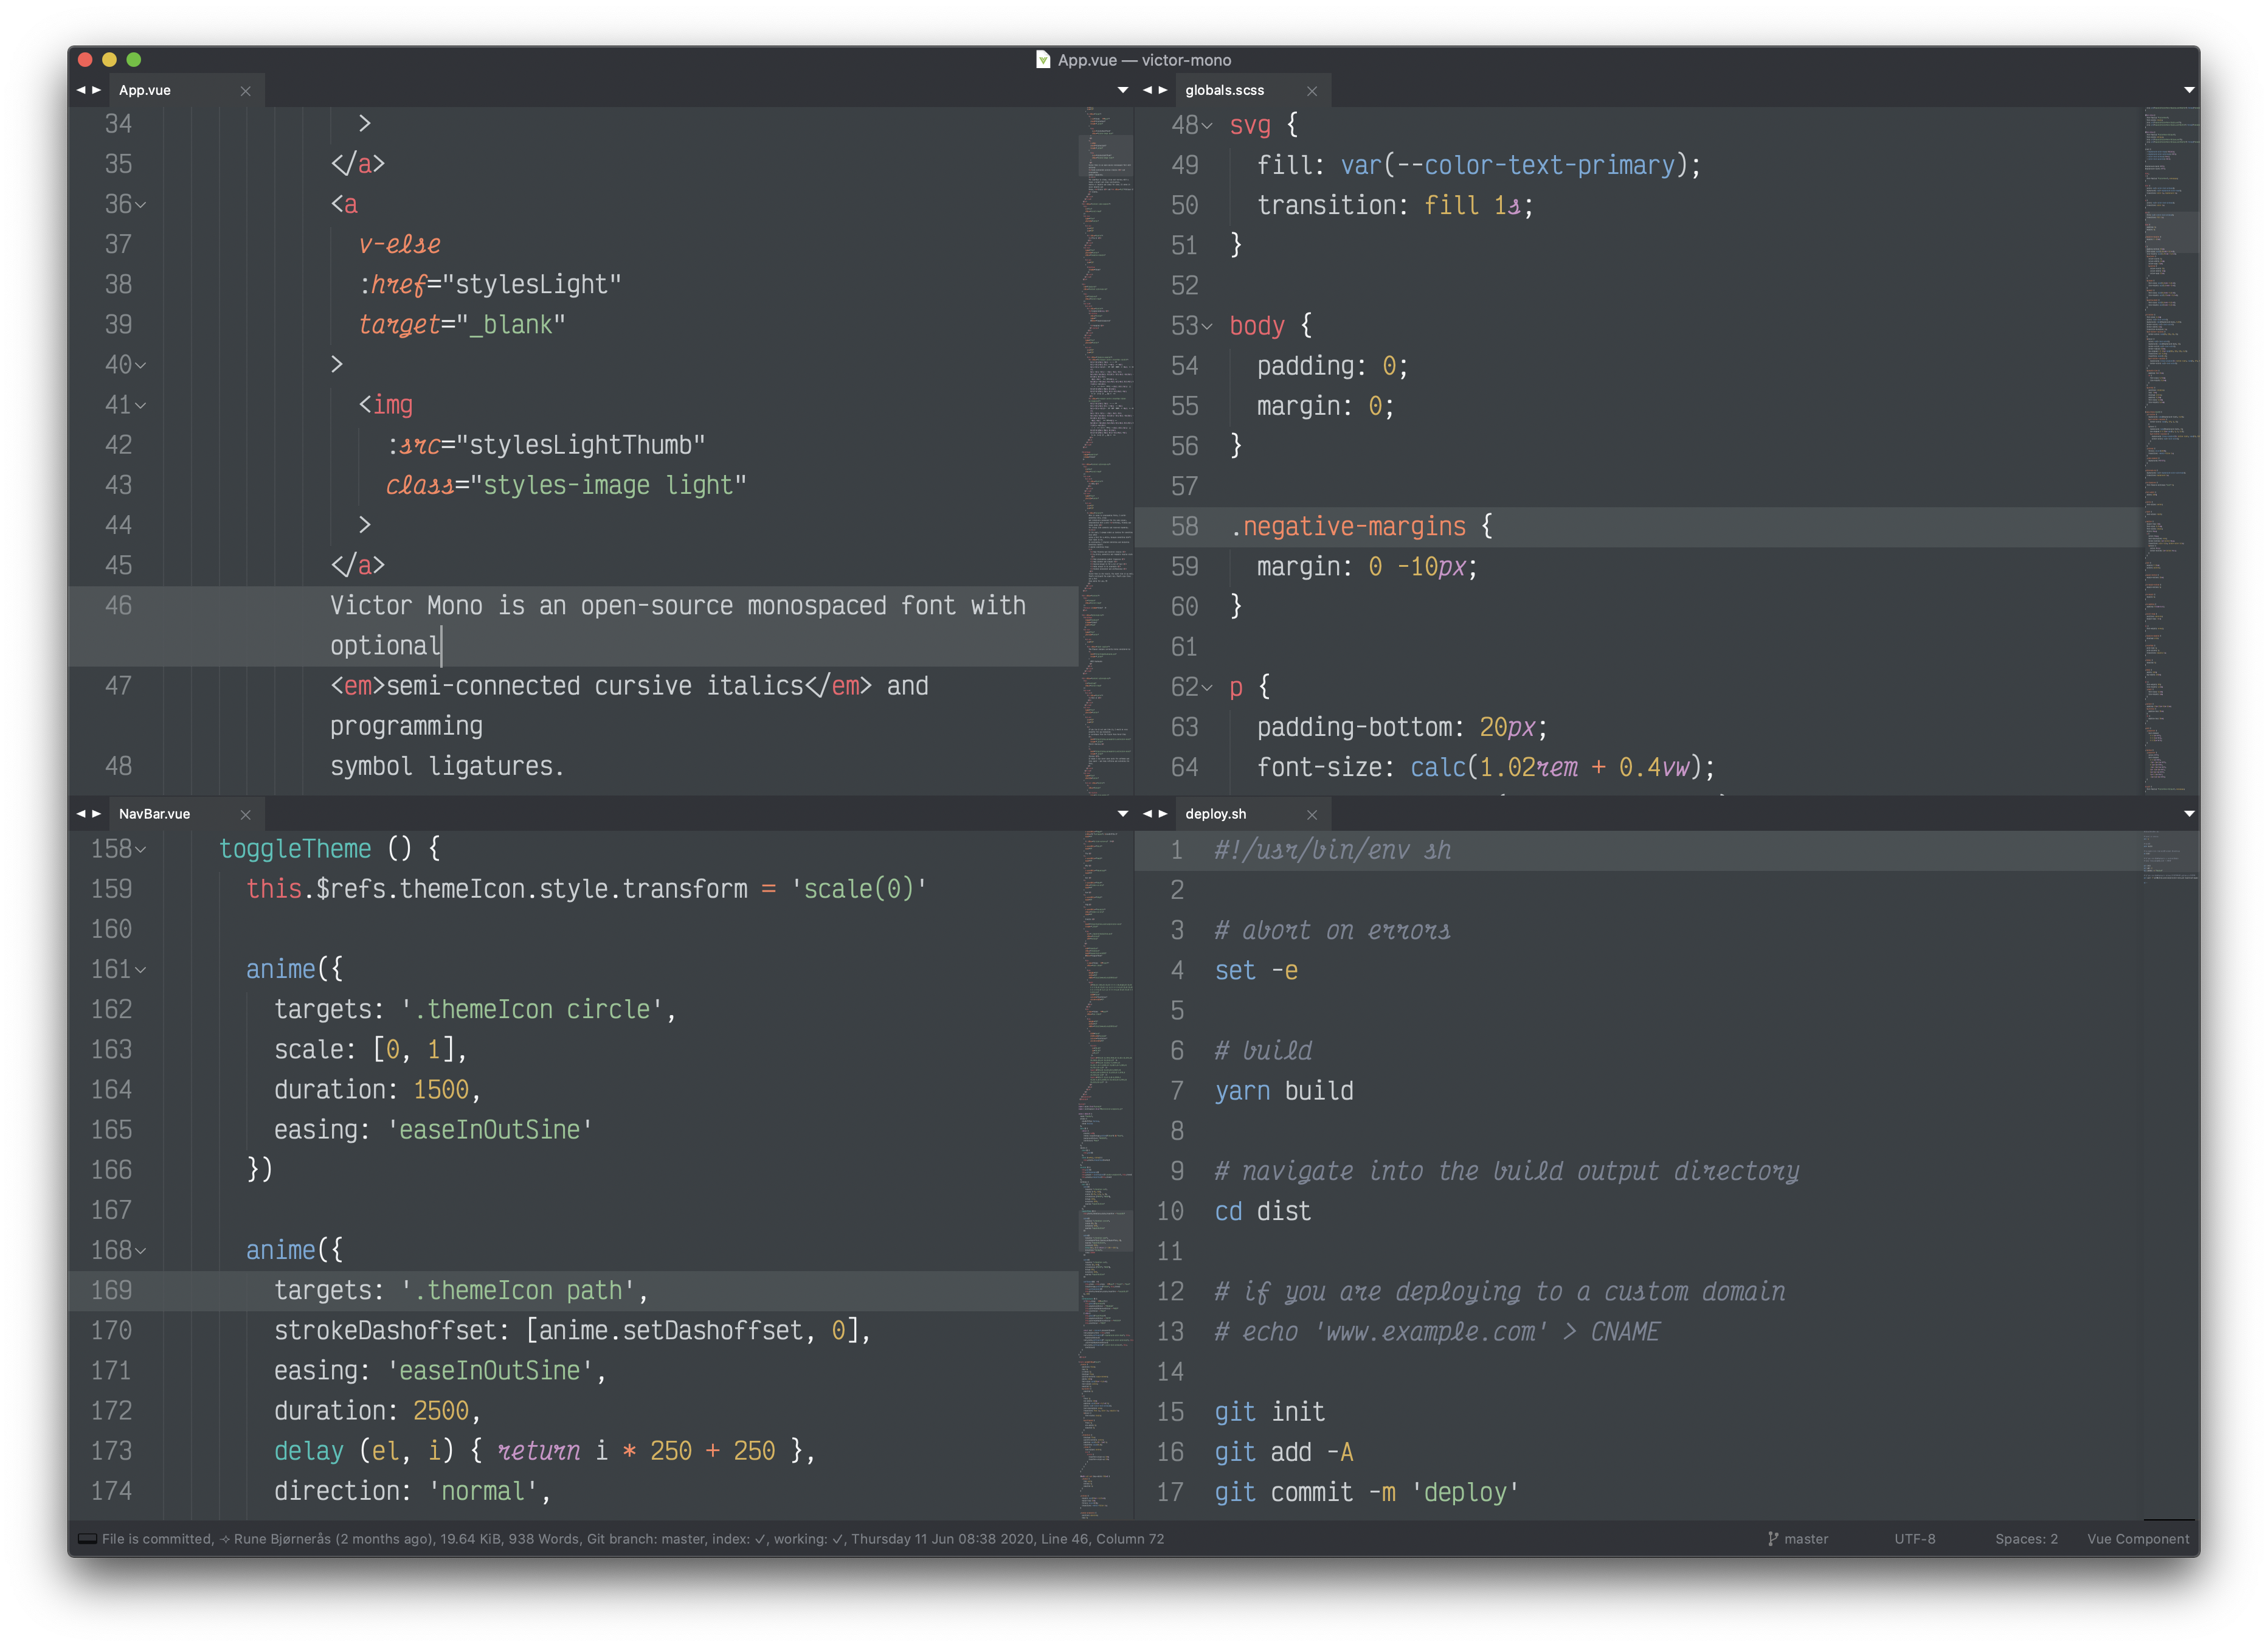 App.vue — victor-mono
App.vue
34 >
35 </a>
36 <a
37 v-else
38 :href="stylesLight"
39 target="_blank"
40 >
41 <img
42 :src="stylesLightThumb"
43 class="styles-image light"
44 >
45 </a>
46 Victor Mono is an open-source monospaced font with
optional
47 <em>semi-connected cursive italics</em> and
programming
48 symbol ligatures.
globals.scss
48 svg {
49 fill: var(--color-text-primary);
50 transition: fill 1s;
51 }
52
53 body {
54 padding: 0;
55 margin: 0;
56 }
57
58 .negative-margins {
59 margin: 0 -10px;
60 }
61
62 p {
63 padding-bottom: 20px;
64 font-size: calc(1.02rem + 0.4vw);
NavBar.vue
158 toggleTheme () {
159 this.$refs.themeIcon.style.transform = 'scale(0)'
160
161 anime({
162 targets: '.themeIcon circle',
163 scale: [0, 1],
164 duration: 1500,
165 easing: 'easeInOutSine'
166 })
167
168 anime({
169 targets: '.themeIcon path',
170 strokeDashoffset: [anime.setDashoffset, 0],
171 easing: 'easeInOutSine',
172 duration: 2500,
173 delay (el, i) { return i * 250 + 250 },
174 direction: 'normal',
deploy.sh
1 #!/usr/bin/env sh
2
3 # abort on errors
4 set -e
5
6 # build
7 yarn build
8
9 # navigate into the build output directory
10 cd dist
11
12 # if you are deploying to a custom domain
13 # echo 'www.example.com' > CNAME
14
15 git init
16 git add -A
17 git commit -m 'deploy'
File is committed, ⊹ Rune Bjørnerås (2 months ago), 19.64 KiB, 938 Words, Git branch: master, index: ✓, working: ✓, Thursday 11 Jun 08:38 2020, Line 46, Column 72
master UTF-8 Spaces: 2 Vue Component